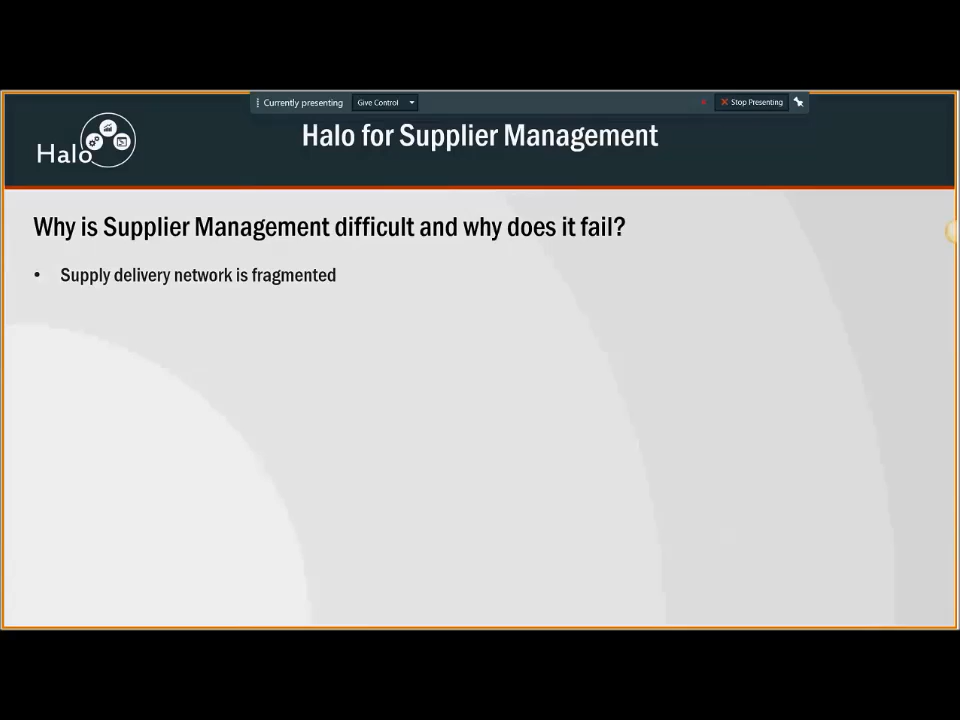 Currently presenting Give Control Stop Presenting
Halo
Halo for Supplier Management
Why is Supplier Management difficult and why does it fail?
• Supply delivery network is fragmented